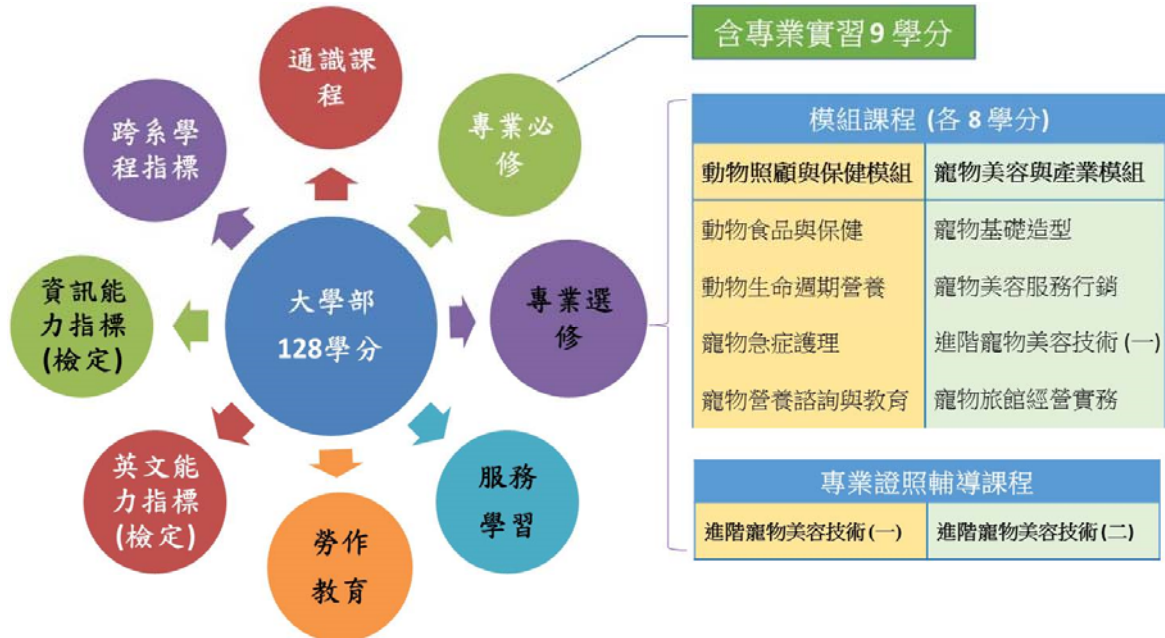 通識課
程
專業必
修
專業選
修
服務
學習
勞作
教育
英文能
力指標
(檢定)
資訊能
力指標
(檢定)
跨系學
程指標
大學部
128學分
含專業實習 9 學分
模組課程 (各 8 學分)
動物照顧與保健模組 寵物美容與產業模組
動物食品與保健 寵物基礎造型
動物生命週期營養 寵物美容服務行銷
寵物急症護理 進階寵物美容技術 (一)
寵物營養諮詢與教育 寵物旅館經營實務
專業證照輔導課程
進階寵物美容技術 (一) 進階寵物美容技術 (二)